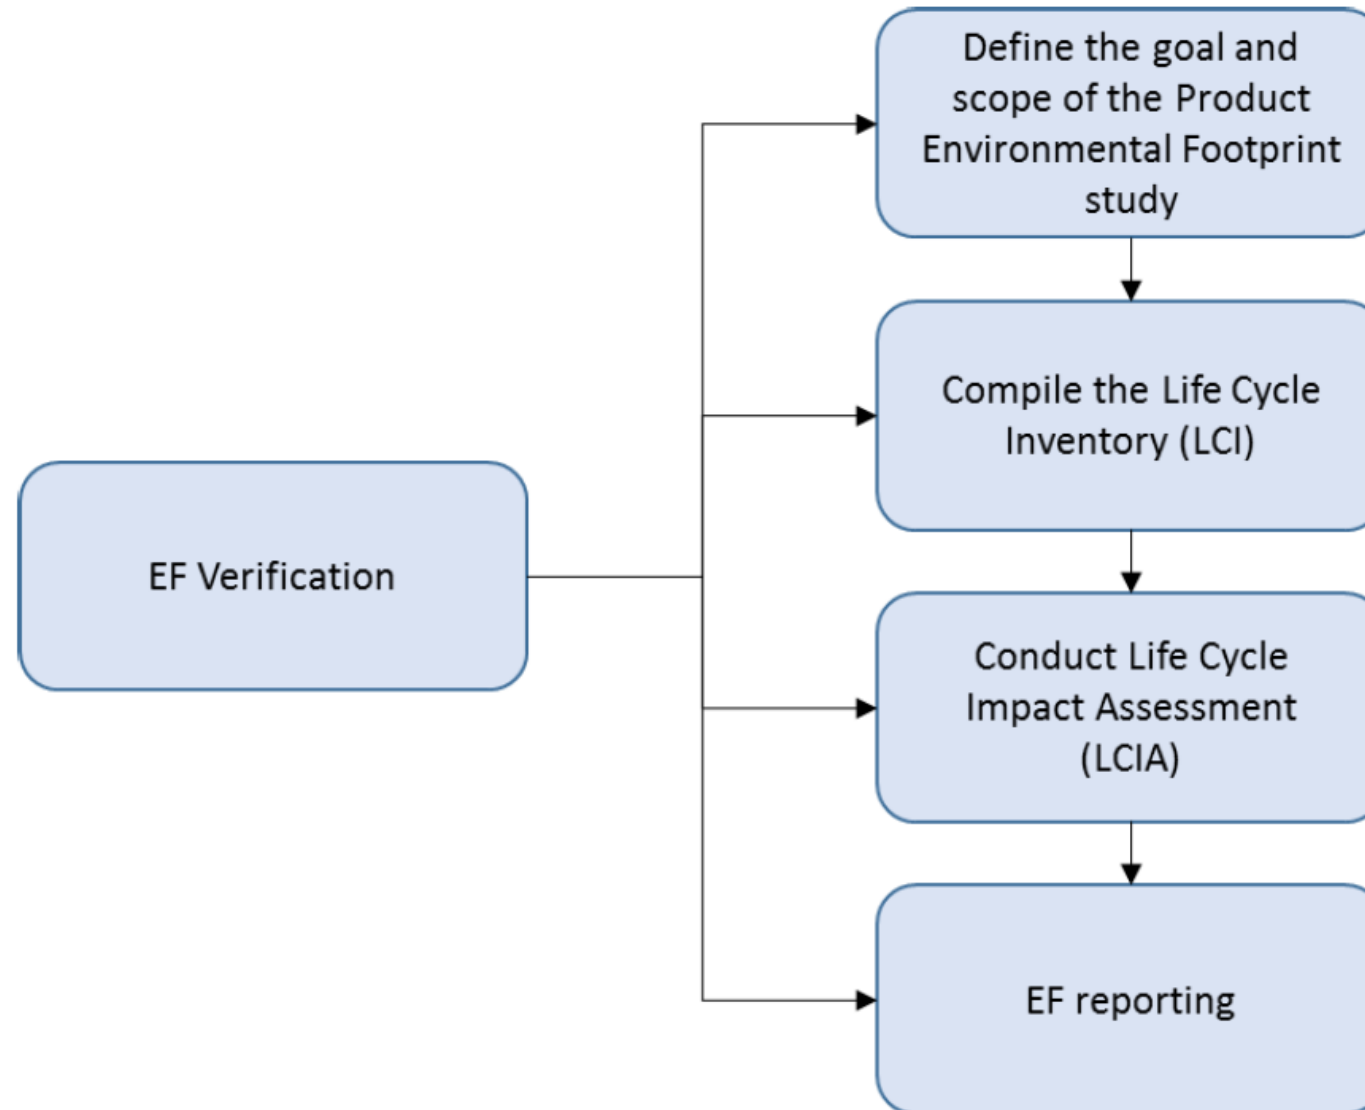 Define the goal and
scope of the Product
Environmental Footprint
study
Compile the Life Cycle
Inventory (LCI)
EF Verification
Conduct Life Cycle
Impact Assessment
(LCIA)
EF reporting